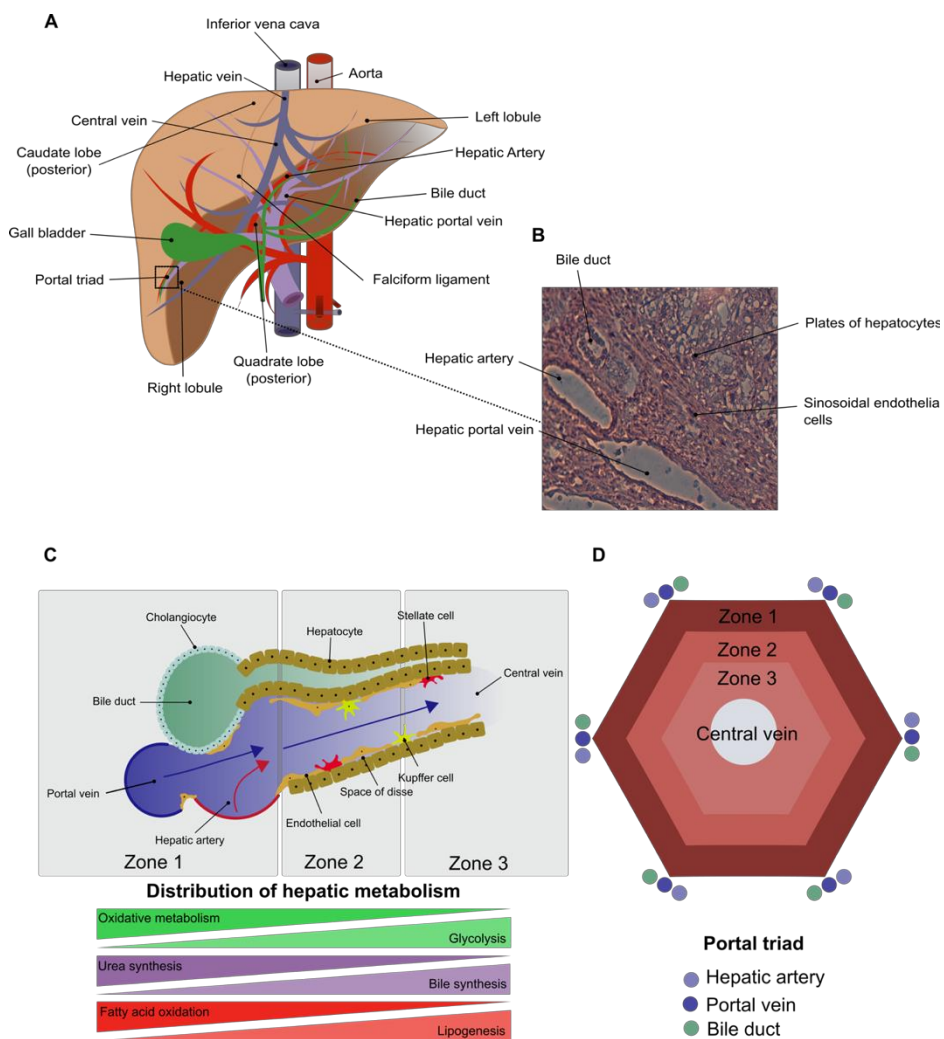 A
Inferior vena cava
Hepatic vein
Aorta
Central vein
Left lobule
Caudate lobe
(posterior)
Hepatic Artery
Bile duct
Gall bladder
Hepatic portal vein
Portal triad
Falciform ligament
Quadrate lobe
(posterior)
Right lobule
B
Bile duct
Plates of hepatocytes
Hepatic artery
Sinosoidal endothelia
cells
Hepatic portal vein
C
Cholangiocyte
Hepatocyte
Stellate cell
Central vein
Bile duct
Portal vein
Kupffer cell
Space of disse
Endothelial cell
Hepatic artery
Zone 1
Zone 2
Zone 3
Distribution of hepatic metabolism
Oxidative metabolism
Glycolysis
Urea synthesis
Bile synthesis
Fatty acid oxidation
Lipogenesis
D
Zone 1
Zone 2
Zone 3
Central vein
Portal triad
Hepatic artery
Portal vein
Bile duct